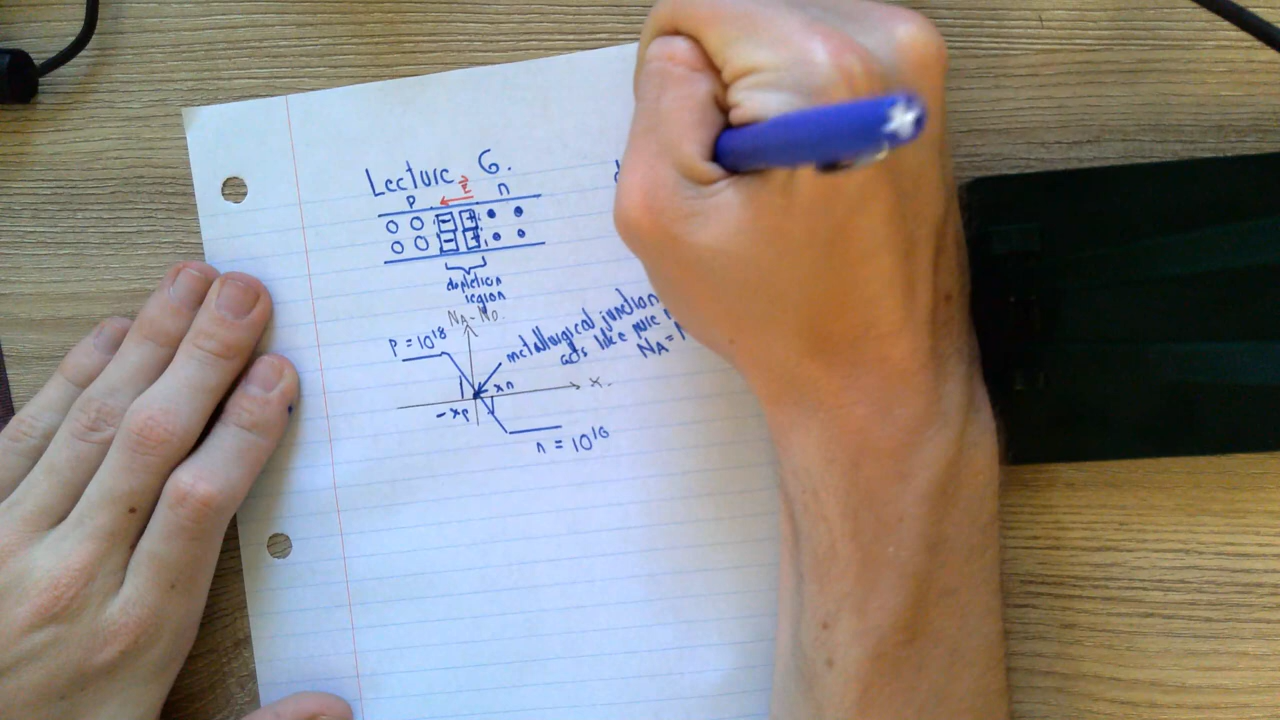 Lecture 6.
P E n
− + 
− +
depletion
region
NA - ND.
P = 10^18
metallurgical junction
acts like pure
NA =
xn
x.
-xp
n = 10^16